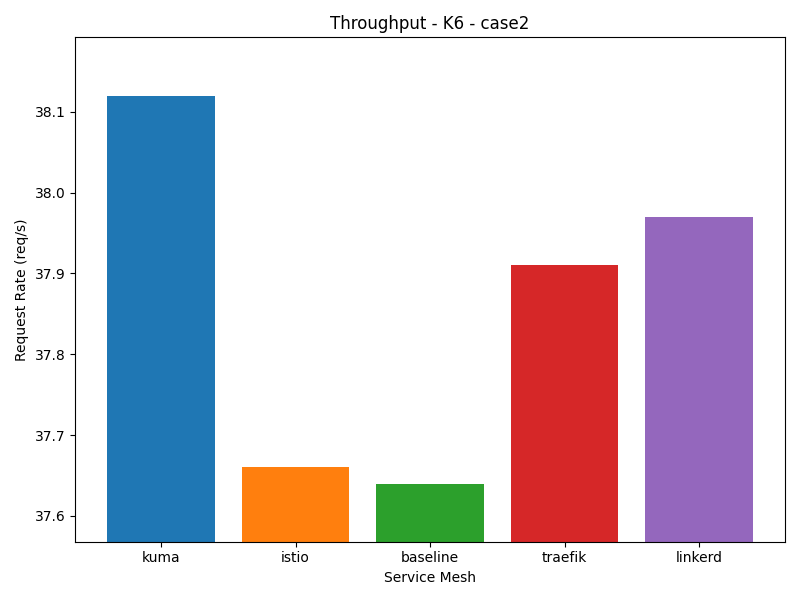 Throughput - K6 - case2
38.1
38.0
37.9
37.8
37.7
37.6
Request Rate (req/s)
kuma
istio
baseline
traefik
linkerd
Service Mesh